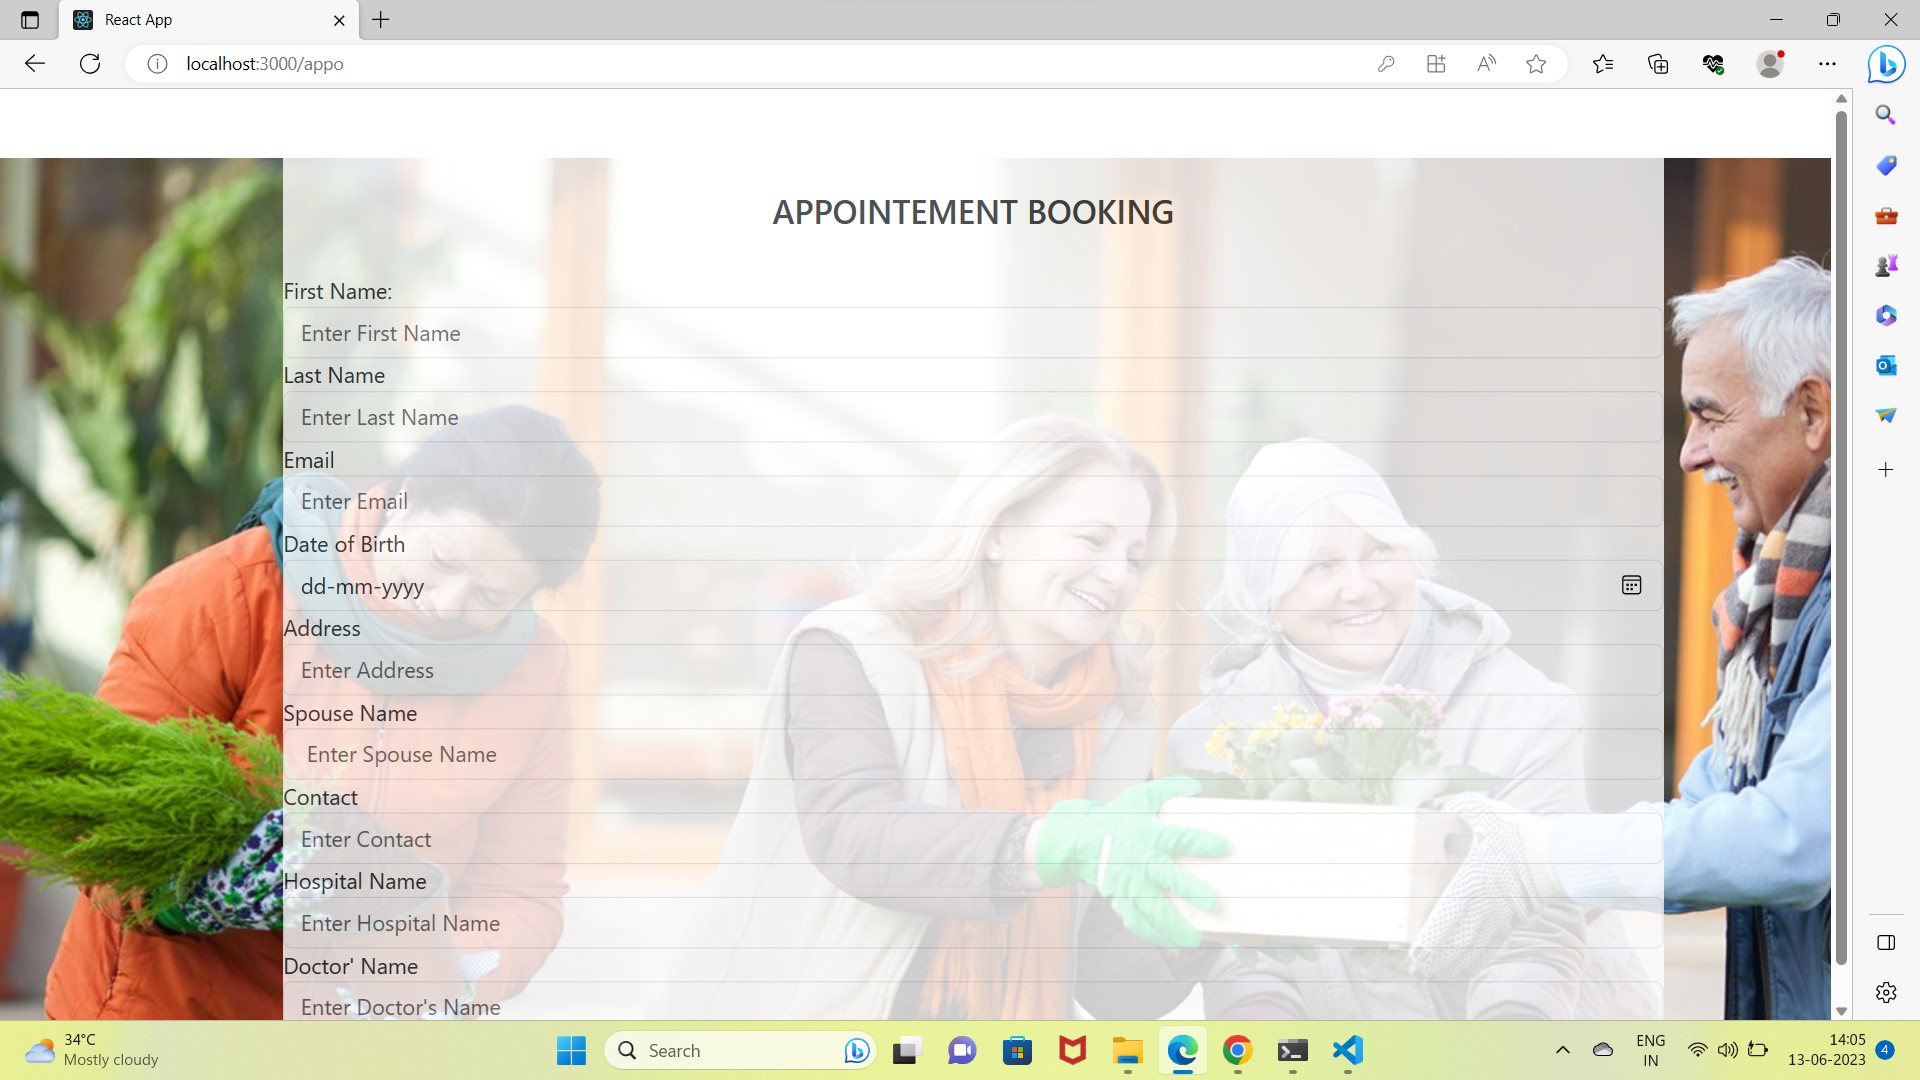 React App
localhost:3000/appo
APPOINTEMENT BOOKING
First Name:
Enter First Name
Last Name
Enter Last Name
Email
Enter Email
Date of Birth
dd-mm-yyyy
Address
Enter Address
Spouse Name
Enter Spouse Name
Contact
Enter Contact
Hospital Name
Enter Hospital Name
Doctor' Name
Enter Doctor's Name
34°C
Mostly cloudy
Search
ENG
IN
14:05
13-06-2023
4